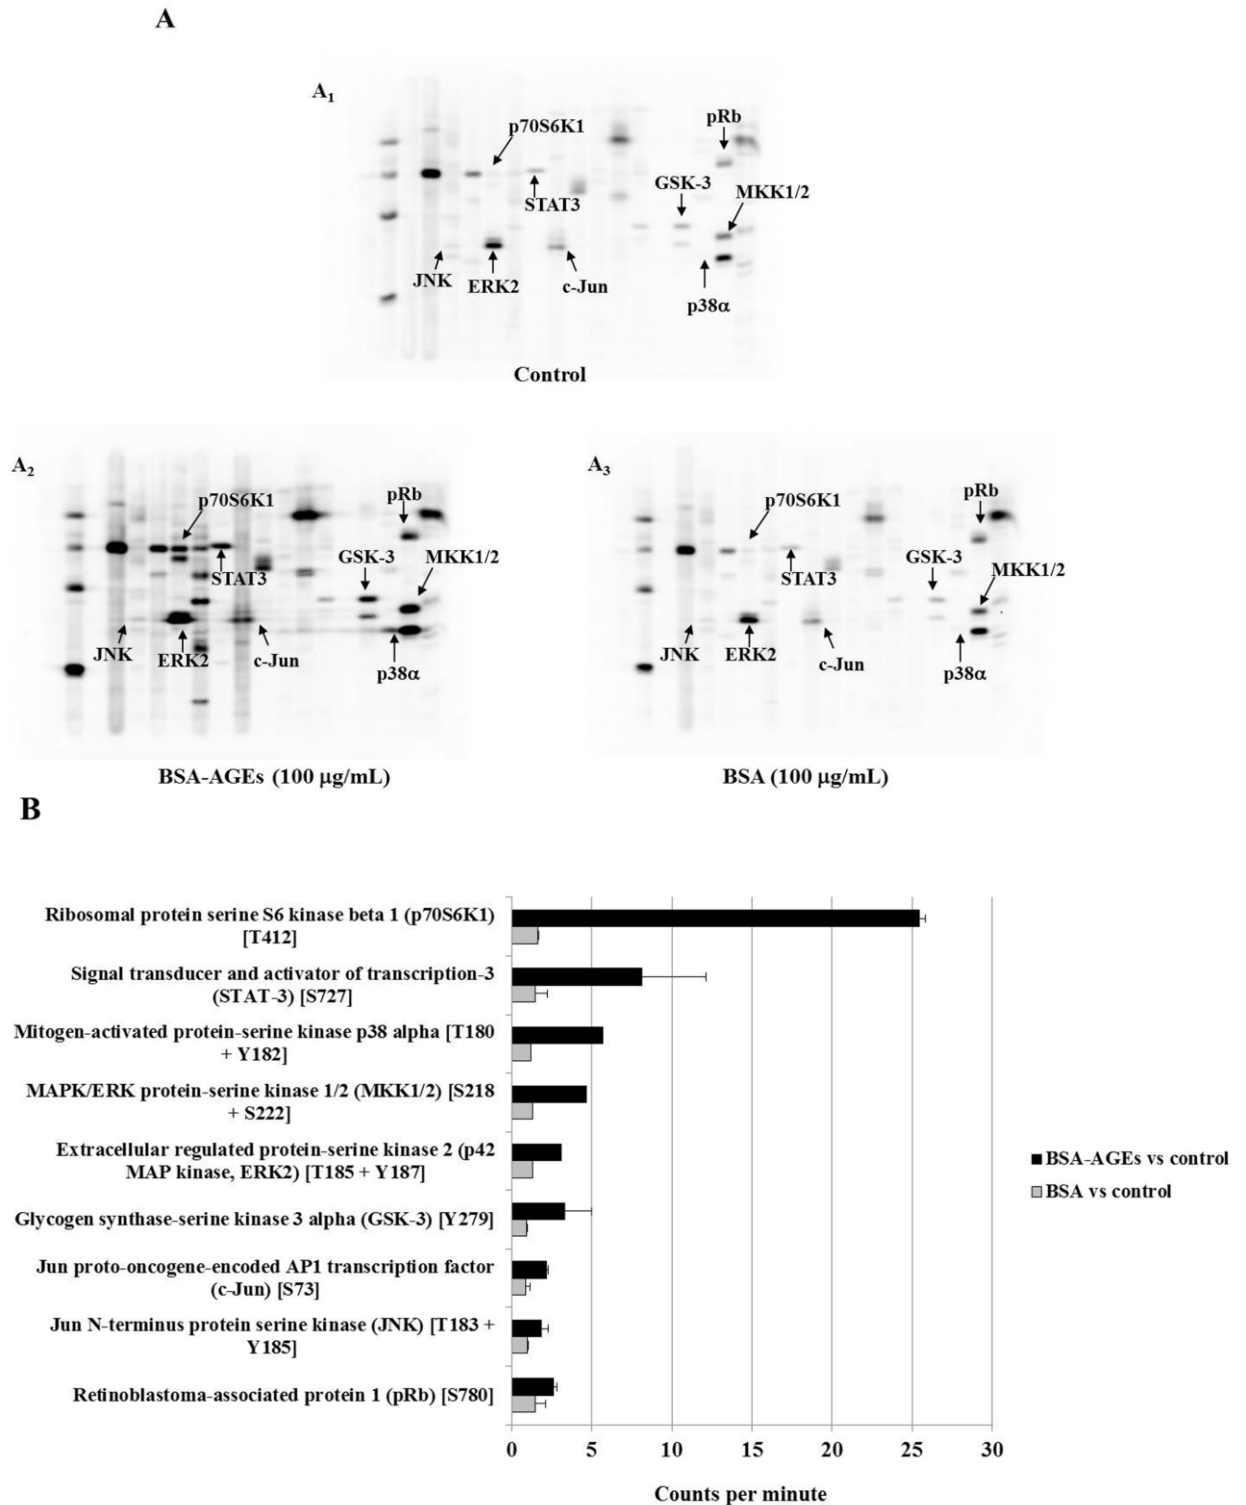 A
A1
p70S6K1
pRb
GSK-3
MKK1/2
STAT3
JNK
ERK2
c-Jun
p38α
Control
A2
p70S6K1
pRb
GSK-3
MKK1/2
STAT3
JNK
ERK2
c-Jun
p38α
BSA-AGEs (100 μg/mL)
A3
p70S6K1
pRb
GSK-3
STAT3
MKK1/2
JNK
ERK2
c-Jun
p38α
BSA (100 μg/mL)
B
Ribosomal protein serine S6 kinase beta 1 (p70S6K1)
[T412]
Signal transducer and activator of transcription-3
(STAT-3) [S727]
Mitogen-activated protein-serine kinase p38 alpha [T180
+ Y182]
MAPK/ERK protein-serine kinase 1/2 (MKK1/2) [S218
+ S222]
Extracellular regulated protein-serine kinase 2 (p42
MAP kinase, ERK2) [T185 + Y187]
Glycogen synthase-serine kinase 3 alpha (GSK-3) [Y279]
Jun proto-oncogene-encoded AP1 transcription factor
(c-Jun) [S73]
Jun N-terminus protein serine kinase (JNK) [T183 +
Y185]
Retinoblastoma-associated protein 1 (pRb) [S780]
BSA-AGEs vs control
BSA vs control
0 5 10 15 20 25 30
Counts per minute